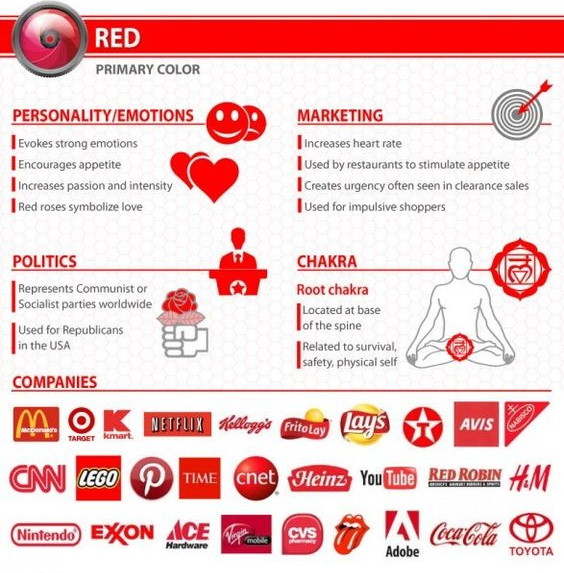 RED
PRIMARY COLOR
PERSONALITY/EMOTIONS
Evokes strong emotions
Encourages appetite
Increases passion and intensity
Red roses symbolize love
MARKETING
Increases heart rate
Used by restaurants to stimulate appetite
Creates urgency often seen in clearance sales
Used for impulsive shoppers
POLITICS
Represents Communist or
Socialist parties worldwide
Used for Republicans
in the USA
CHAKRA
Root chakra
Located at base
of the spine
Related to survival,
safety, physical self
COMPANIES
McDonald's
TARGET
kmart.
NETFLIX
Kellogg's
Frito Lay
Lay's
T
AVIS
NABISCO
CNN
LEGO
P
TIME
cnet
Heinz
YouTube
RED ROBIN
H&M
Nintendo
EXXON
ACE
Hardware
Virgin
mobile
CVS
pharmacy
Adobe
Coca-Cola
TOYOTA